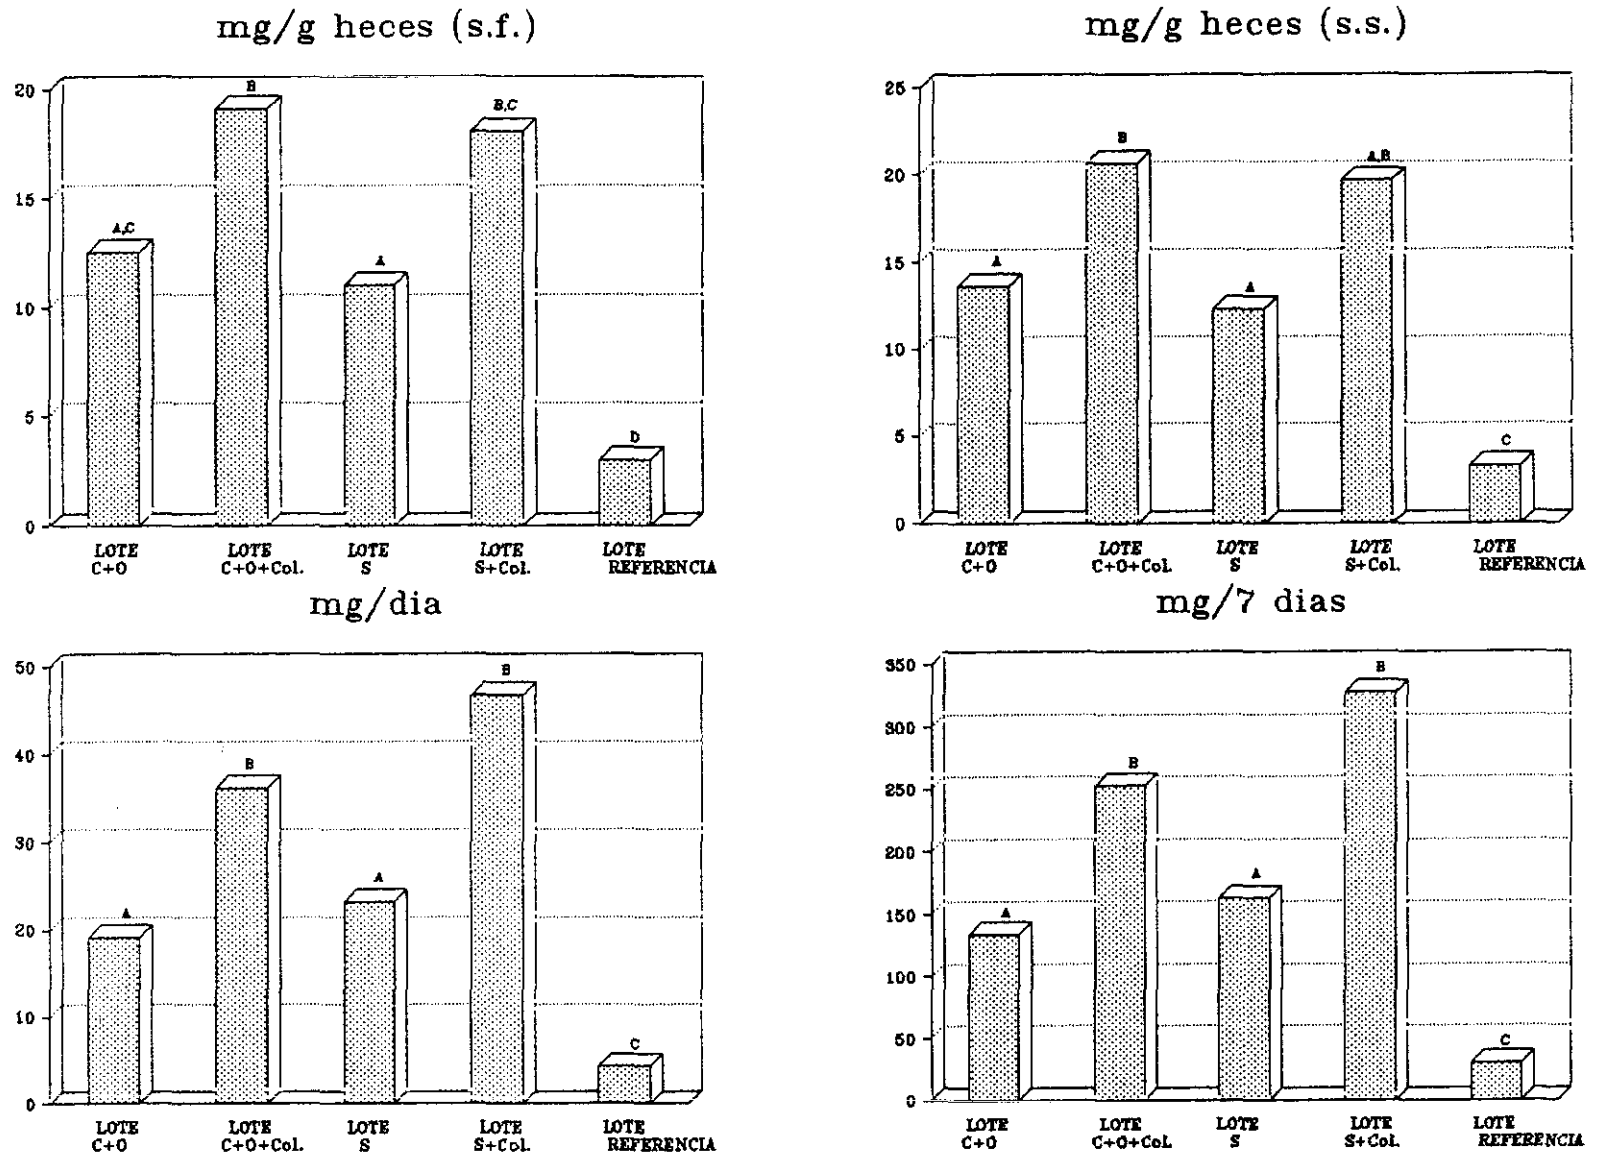 mg/g heces (s.f.)
20
15
10
5
0
A,C
B
A
B,C
D
LOTE
C+O
LOTE
C+O+Col.
LOTE
S
LOTE
S+Col.
LOTE
REFERENCIA
mg/g heces (s.s.)
25
20
15
10
5
0
A
B
A
A,B
C
LOTE
C+O
LOTE
C+O+Col.
LOTE
S
LOTE
S+Col.
LOTE
REFERENCIA
mg/dia
50
40
30
20
10
0
A
B
A
B
C
LOTE
C+O
LOTE
C+O+Col.
LOTE
S
LOTE
S+Col.
LOTE
REFERENCIA
mg/7 dias
350
300
250
200
150
100
50
0
A
B
A
B
C
LOTE
C+O
LOTE
C+O+Col.
LOTE
S
LOTE
S+Col.
LOTE
REFERENCIA